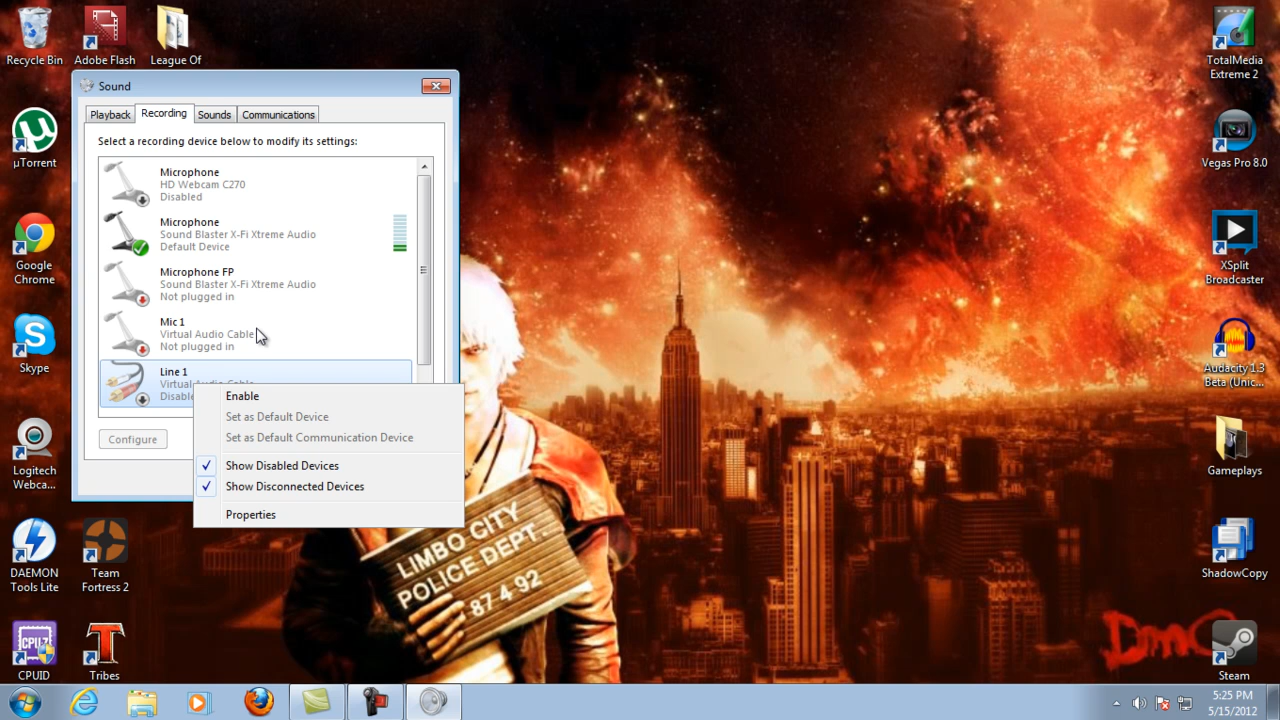 Recycle Bin
Adobe Flash
League Of
TotalMedia
Extreme 2
Sound
Playback
Recording
Sounds
Communications
Select a recording device below to modify its settings:
Microphone
HD Webcam C270
Disabled
Microphone
Sound Blaster X-Fi Xtreme Audio
Default Device
Microphone FP
Sound Blaster X-Fi Xtreme Audio
Not plugged in
Mic 1
Virtual Audio Cable
Not plugged in
Line 1
Virtual Audio Cable
Disable
Configure
Enable
Set as Default Device
Set as Default Communication Device
Show Disabled Devices
Show Disconnected Devices
Properties
µTorrent
Google
Chrome
Skype
Logitech
Webca...
DAEMON
Tools Lite
Team
Fortress 2
CPU-Z
CPUID
Tribes
Vegas Pro 8.0
XSplit
Broadcaster
Audacity 1.3
Beta (Unic...
Gameplays
ShadowCopy
Steam
LIMBO CITY
POLICE DEPT.
87 4 92
DmC
5:25 PM
5/15/2012